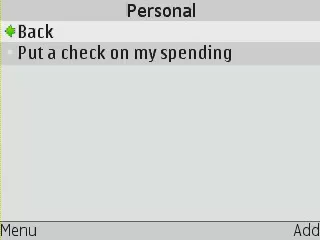 Personal
Back
Put a check on my spending
Menu
Add